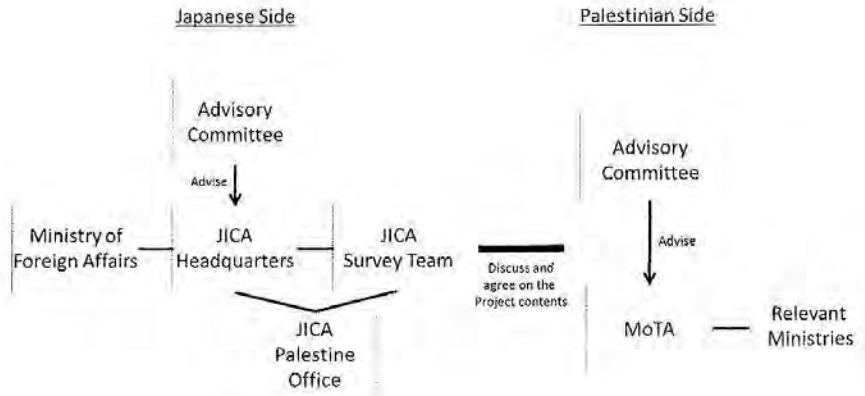 Japanese Side
Palestinian Side
Advisory
Committee
Advise
Ministry of
Foreign Affairs
JICA
Headquarters
JICA
Survey Team
JICA
Palestine
Office
Discuss and
agree on the
Project contents
Advisory
Committee
Advise
MoTA
Relevant
Ministries